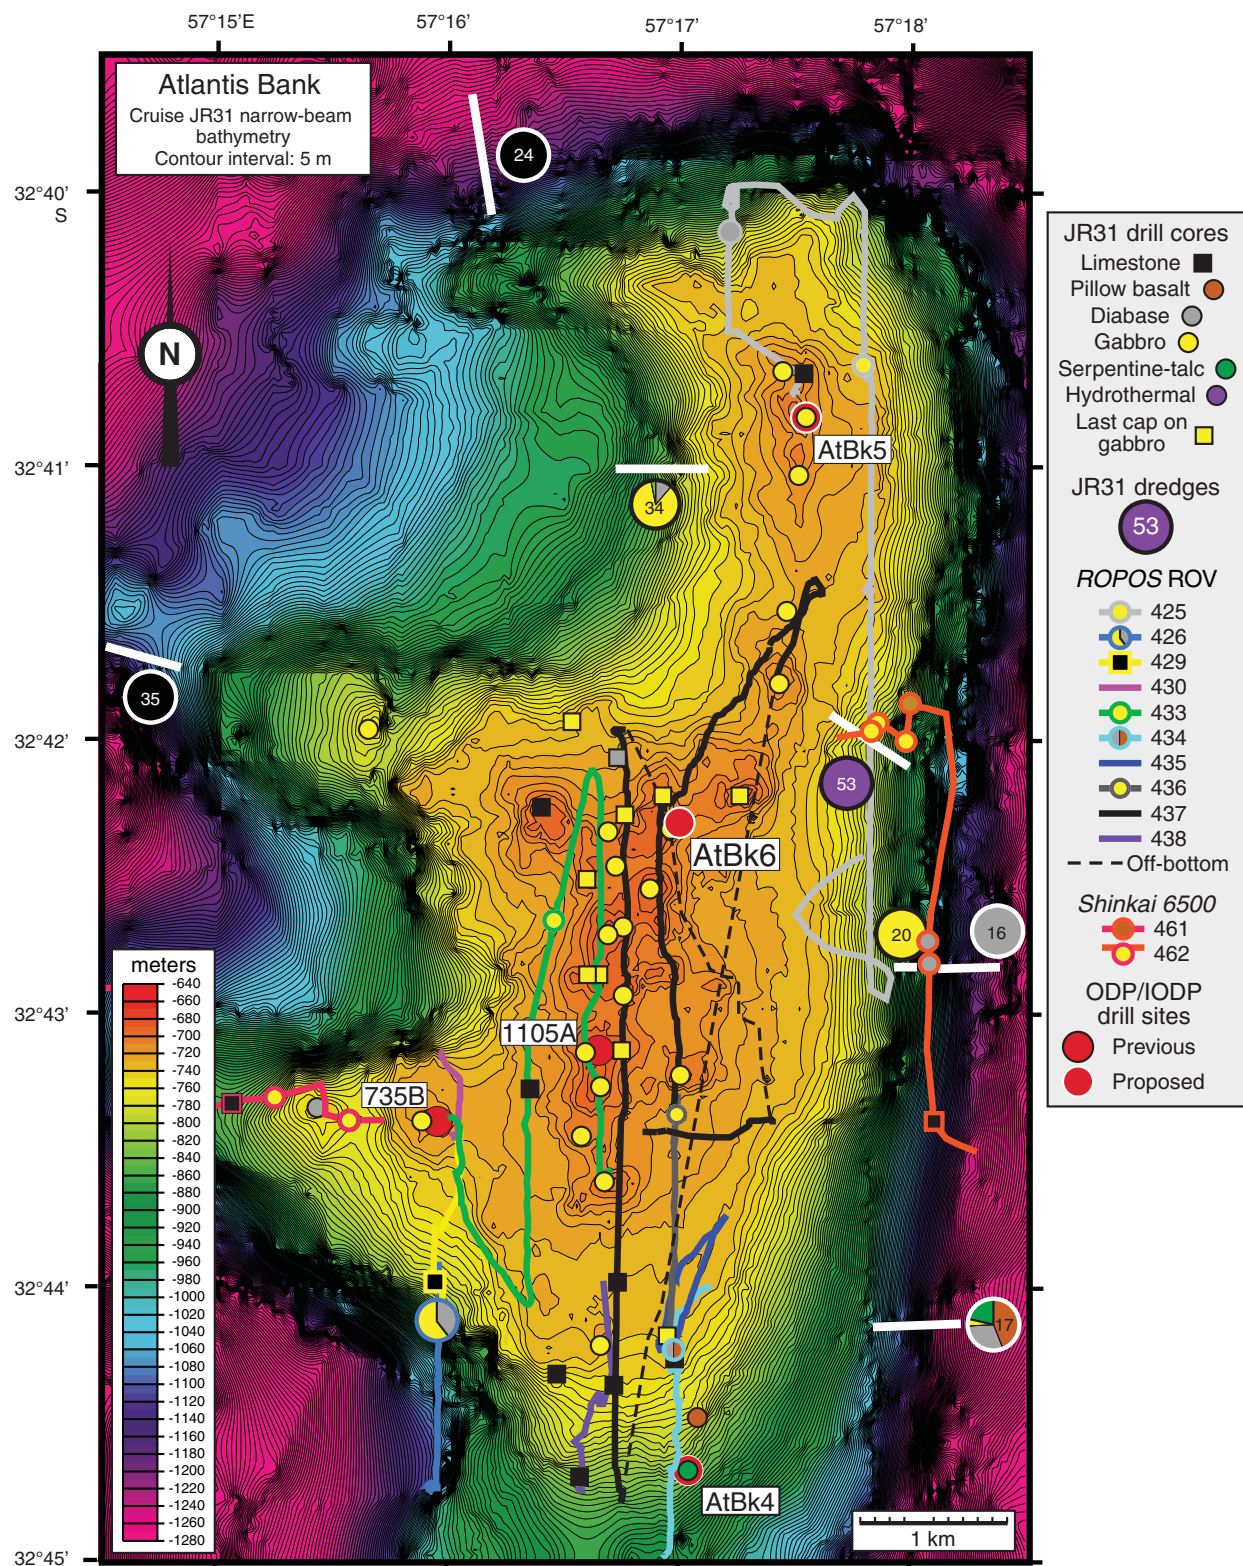 57°15'E
57°16'
57°17'
57°18'
Atlantis Bank
Cruise JR31 narrow-beam
bathymetry
Contour interval: 5 m
24
32°40'
S
N
JR31 drill cores
Limestone
Pillow basalt
Diabase
Gabbro
Serpentine-talc
Hydrothermal
Last cap on
gabbro
JR31 dredges
53
ROPOS ROV
425
426
429
430
433
434
435
436
437
438
Off-bottom
Shinkai 6500
461
462
ODP/IODP
drill sites
Previous
Proposed
AtBk5
32°41'
34
35
32°42'
53
AtBk6
20
16
meters
-640
-660
-680
-700
-720
-740
-760
-780
-800
-820
-840
-860
-880
-900
-920
-940
-960
-980
-1000
-1020
-1040
-1060
-1080
-1100
-1120
-1140
-1160
-1180
-1200
-1220
-1240
-1260
-1280
32°43'
1105A
735B
32°44'
17
AtBk4
1 km
32°45'